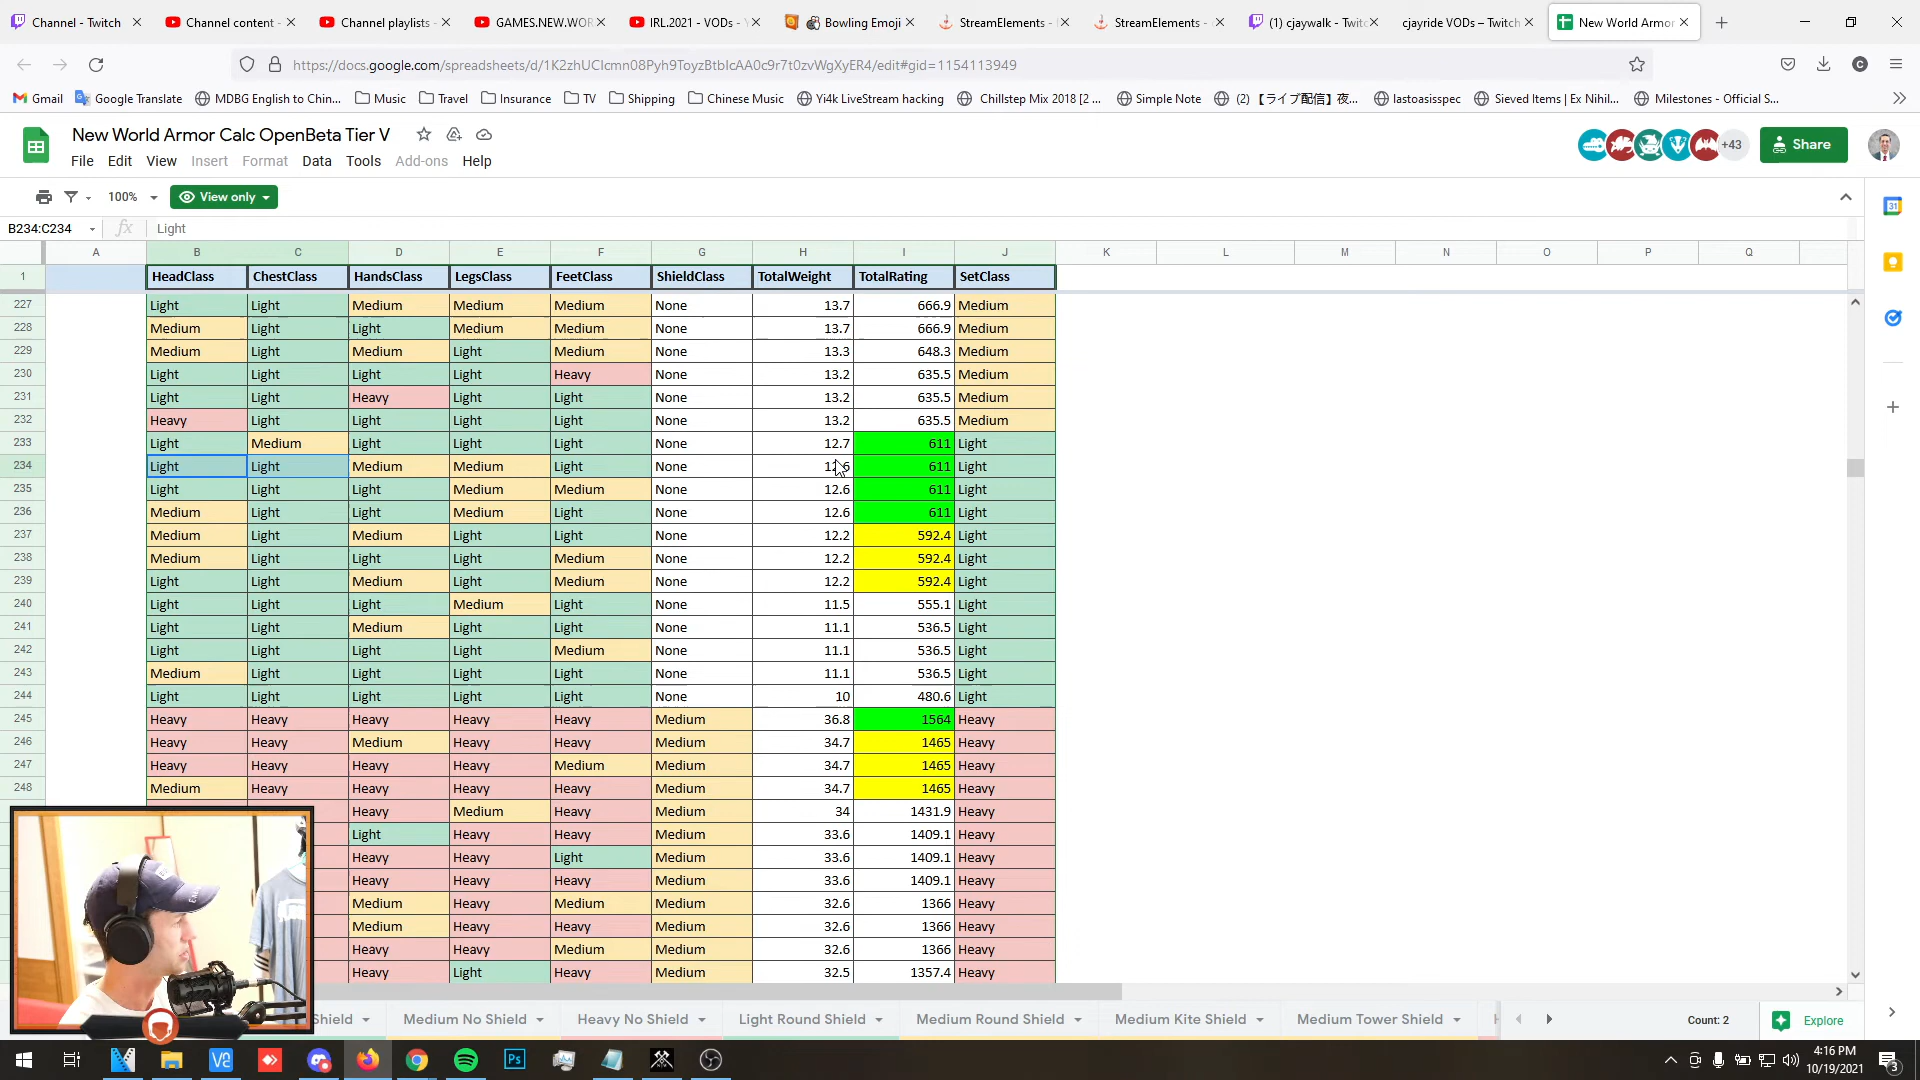 Channel - Twitch
Channel content -
Channel playlists -
GAMES.NEW.WOR
IRL.2021 - VODs -
Bowling Emoji
StreamElements -
StreamElements -
(1) cjaywalk - Twitc
cjayride VODs – Twitch
New World Armor
https://docs.google.com/spreadsheets/d/1K2zhUCIcmn08Pyh9ToyzBtbIcAA0c9r7t0zvWgXyER4/edit#gid=1154113949
C
Gmail
Google Translate
MDBG English to Chin...
Music
Travel
Insurance
TV
Shipping
Chinese Music
Yi4k LiveStream hacking
Chillstep Mix 2018 [2 ...
Simple Note
(2) 【ライブ配信】夜...
lastoasisspec
Sieved Items | Ex Nihil...
Milestones - Official S...
New World Armor Calc OpenBeta Tier V
+43
Share
File Edit View Insert Format Data Tools Add-ons Help
100%
View only
B234:C234
fx
Light
A B C D E F G H I J K L M N O P Q
1 HeadClass ChestClass HandsClass LegsClass FeetClass ShieldClass TotalWeight TotalRating SetClass
227 Light Light Medium Medium Medium None 13.7 666.9 Medium
228 Medium Light Light Medium Medium None 13.7 666.9 Medium
229 Medium Light Medium Light Medium None 13.3 648.3 Medium
230 Light Light Light Light Heavy None 13.2 635.5 Medium
231 Light Light Heavy Light Light None 13.2 635.5 Medium
232 Heavy Light Light Light Light None 13.2 635.5 Medium
233 Light Medium Light Light Light None 12.7 611 Light
234 Light Light Medium Medium Light None 12.6 611 Light
235 Light Light Light Medium Medium None 12.6 611 Light
236 Medium Light Light Medium Light None 12.6 611 Light
237 Medium Light Medium Light Light None 12.2 592.4 Light
238 Medium Light Light Light Medium None 12.2 592.4 Light
239 Light Light Medium Light Medium None 12.2 592.4 Light
240 Light Light Light Medium Light None 11.5 555.1 Light
241 Light Light Medium Light Light None 11.1 536.5 Light
242 Light Light Light Light Medium None 11.1 536.5 Light
243 Medium Light Light Light Light None 11.1 536.5 Light
244 Light Light Light Light Light None 10 480.6 Light
245 Heavy Heavy Heavy Heavy Heavy Medium 36.8 1564 Heavy
246 Heavy Heavy Medium Heavy Heavy Medium 34.7 1465 Heavy
247 Heavy Heavy Heavy Heavy Medium Medium 34.7 1465 Heavy
248 Medium Heavy Heavy Heavy Heavy Medium 34.7 1465 Heavy
Heavy Medium Heavy Medium 34 1431.9 Heavy
Light Heavy Heavy Medium 33.6 1409.1 Heavy
Heavy Heavy Light Medium 33.6 1409.1 Heavy
Heavy Heavy Heavy Medium 33.6 1409.1 Heavy
Medium Heavy Medium Medium 32.6 1366 Heavy
Medium Heavy Heavy Medium 32.6 1366 Heavy
Heavy Heavy Medium Medium 32.6 1366 Heavy
Heavy Light Heavy Medium 32.5 1357.4 Heavy
Shield
Medium No Shield
Heavy No Shield
Light Round Shield
Medium Round Shield
Medium Kite Shield
Medium Tower Shield
Count: 2
Explore
4:16 PM
10/19/2021
3